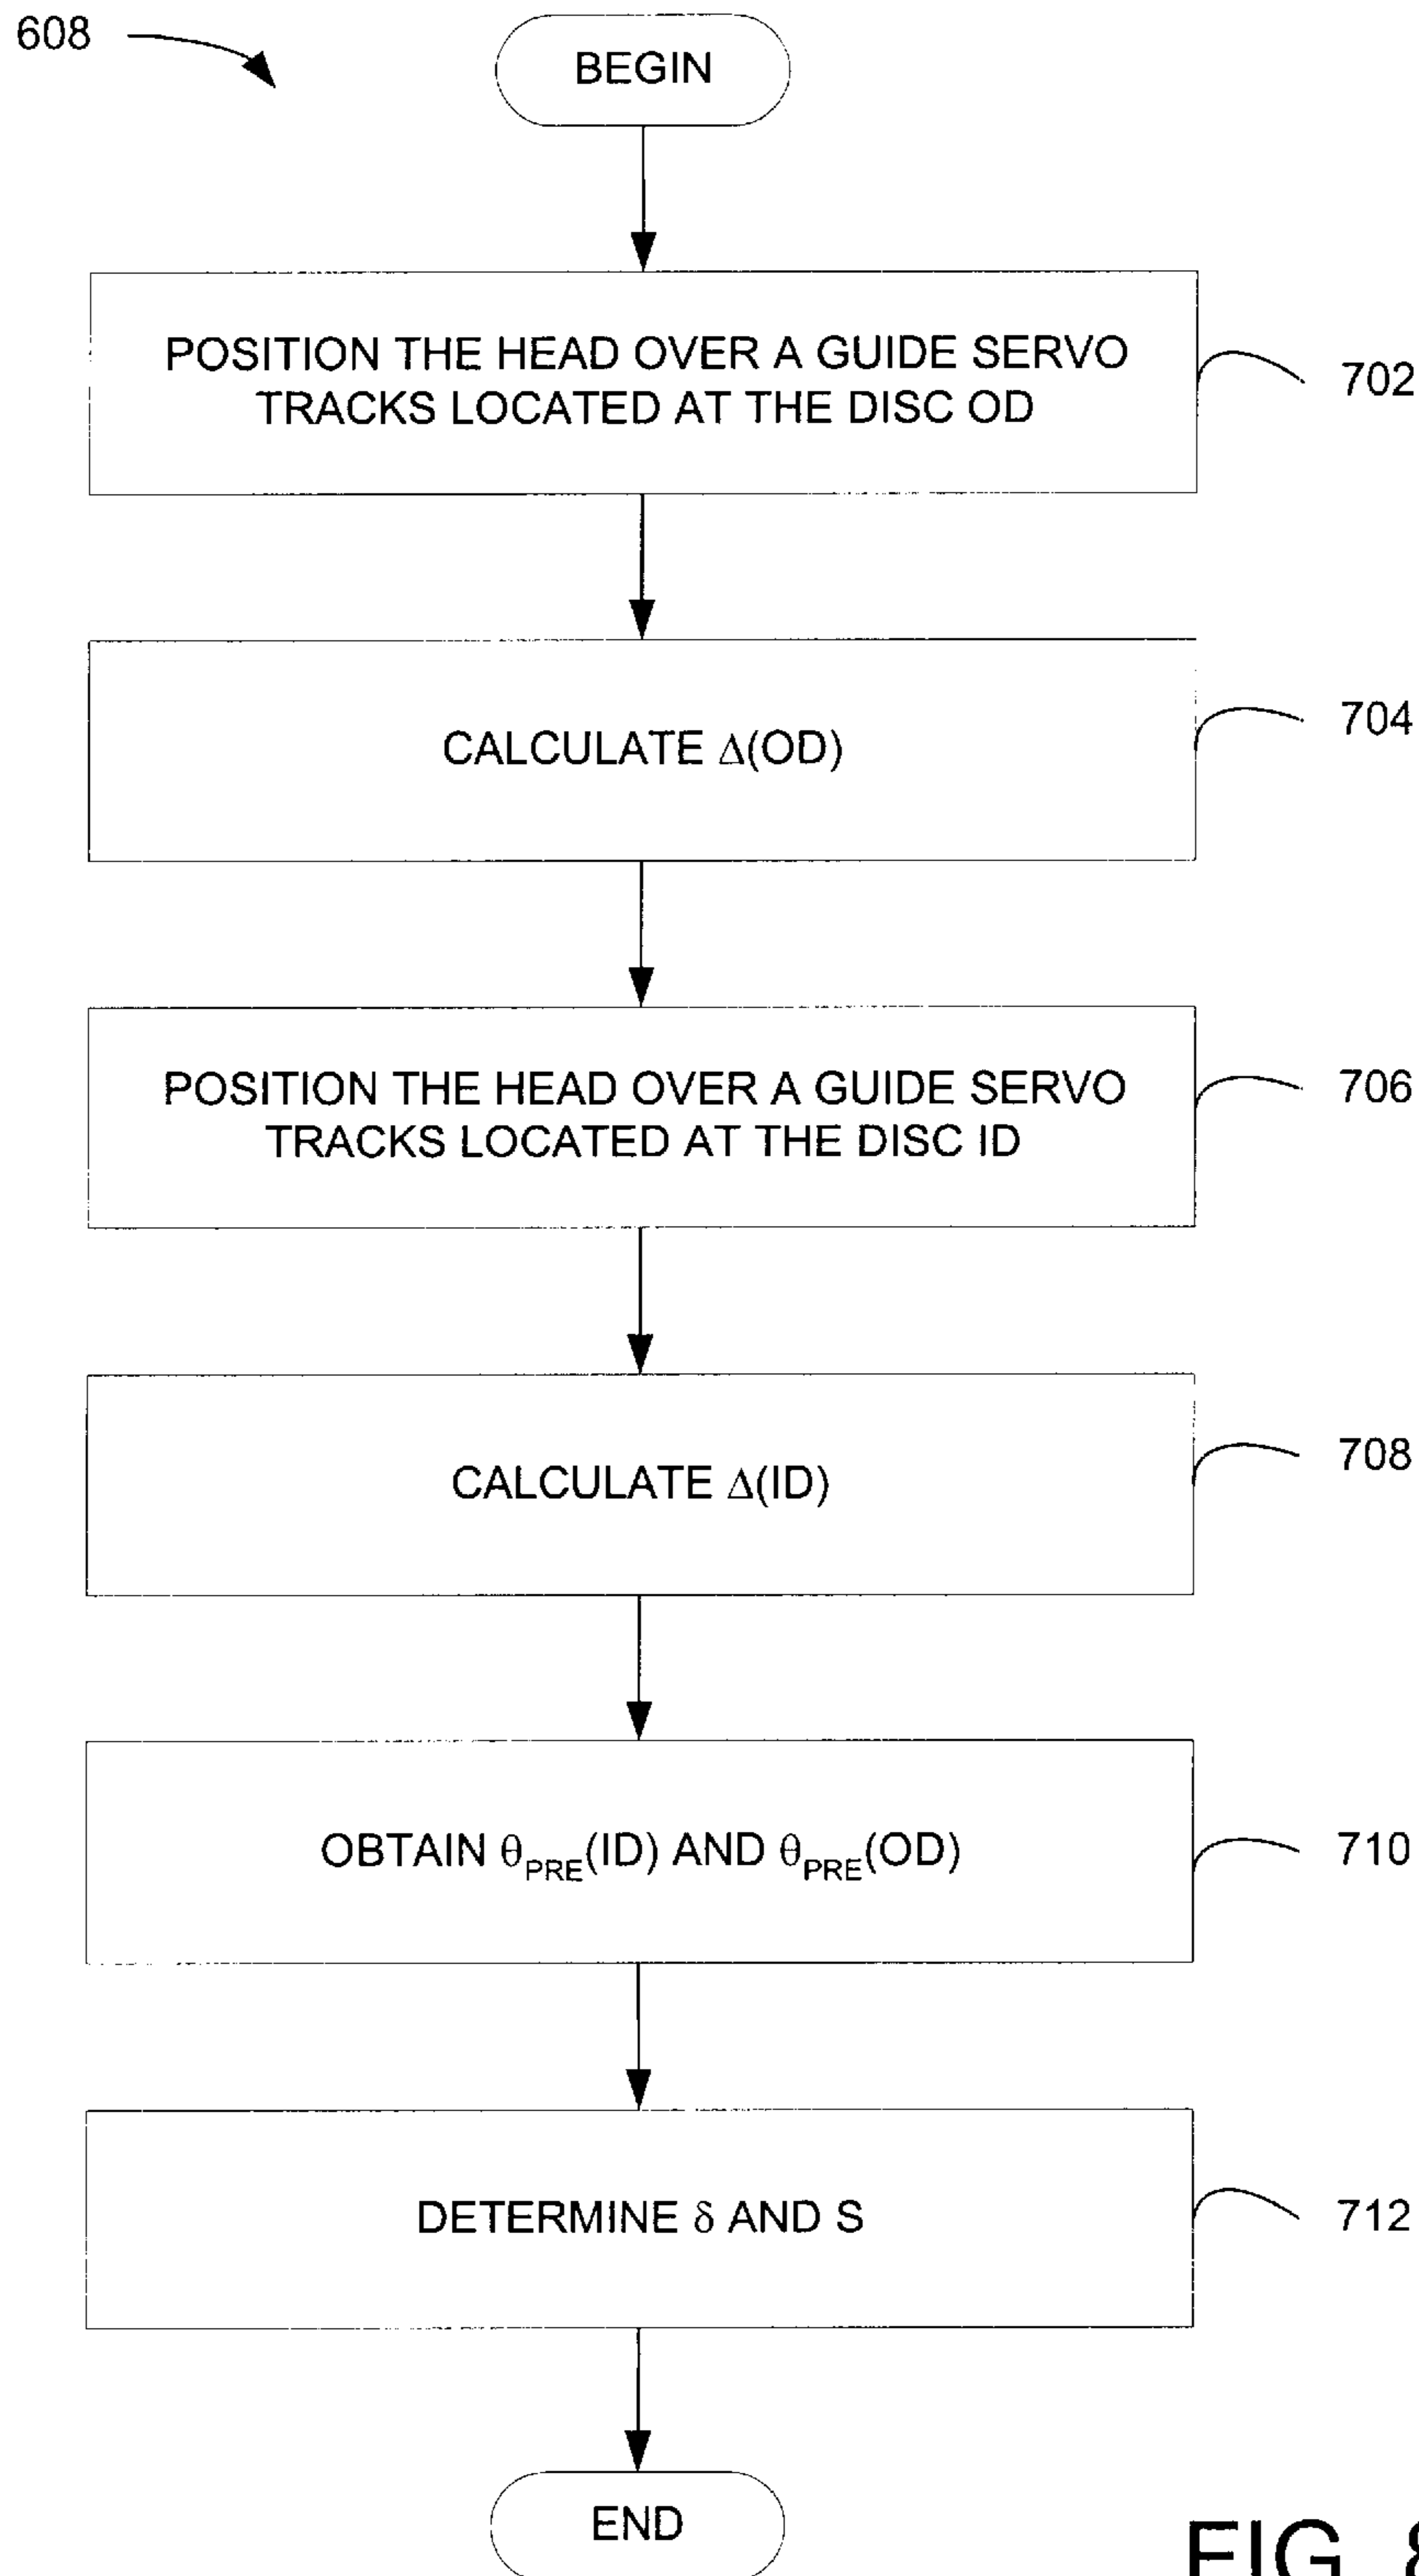 608
BEGIN
POSITION THE HEAD OVER A GUIDE SERVO
TRACKS LOCATED AT THE DISC OD
702
CALCULATE Δ(OD)
704
POSITION THE HEAD OVER A GUIDE SERVO
TRACKS LOCATED AT THE DISC ID
706
CALCULATE Δ(ID)
708
OBTAIN θPRE(ID) AND θPRE(OD)
710
DETERMINE δ AND S
712
END
FIG. 8